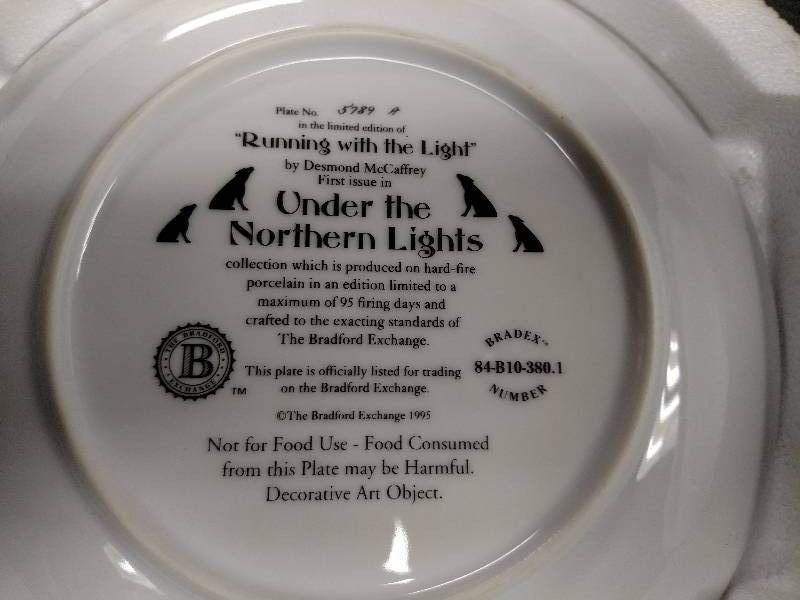 Plate No. 5789 A
in the limited edition of
"Running with the Light"
by Desmond McCaffrey
First issue in
Under the
Northern Lights
collection which is produced on hard-fire
porcelain in an edition limited to a
maximum of 95 firing days and
crafted to the exacting standards of
The Bradford Exchange.
THE BRADFORD
B
EXCHANGE
TM
This plate is officially listed for trading
on the Bradford Exchange.
BRADEX™
84-B10-380.1
NUMBER
©The Bradford Exchange 1995
Not for Food Use - Food Consumed
from this Plate may be Harmful.
Decorative Art Object.